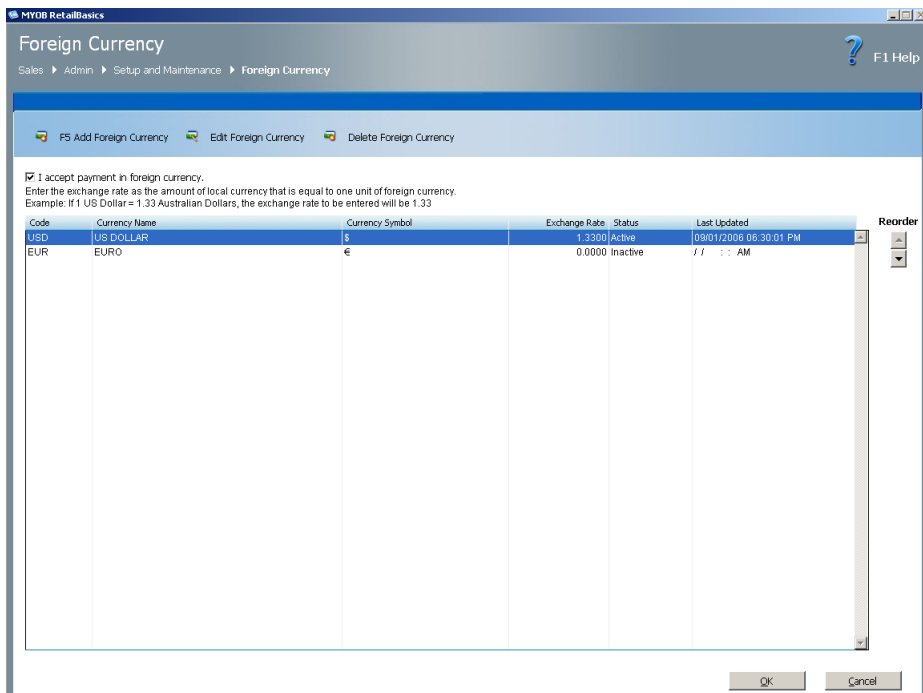 MYOB RetailBasics
Foreign Currency
F1 Help
Sales Admin Setup and Maintenance Foreign Currency
F5 Add Foreign Currency Edit Foreign Currency Delete Foreign Currency
I accept payment in foreign currency.
Enter the exchange rate as the amount of local currency that is equal to one unit of foreign currency.
Example: If 1 US Dollar = 1.33 Australian Dollars, the exchange rate to be entered will be 1.33
Code Currency Name Currency Symbol Exchange Rate Status Last Updated Reorder
USD US DOLLAR $ 1.3300 Active 09/01/2006 06:30:01 PM
EUR EURO € 0.0000 Inactive / / : : AM
OK Cancel